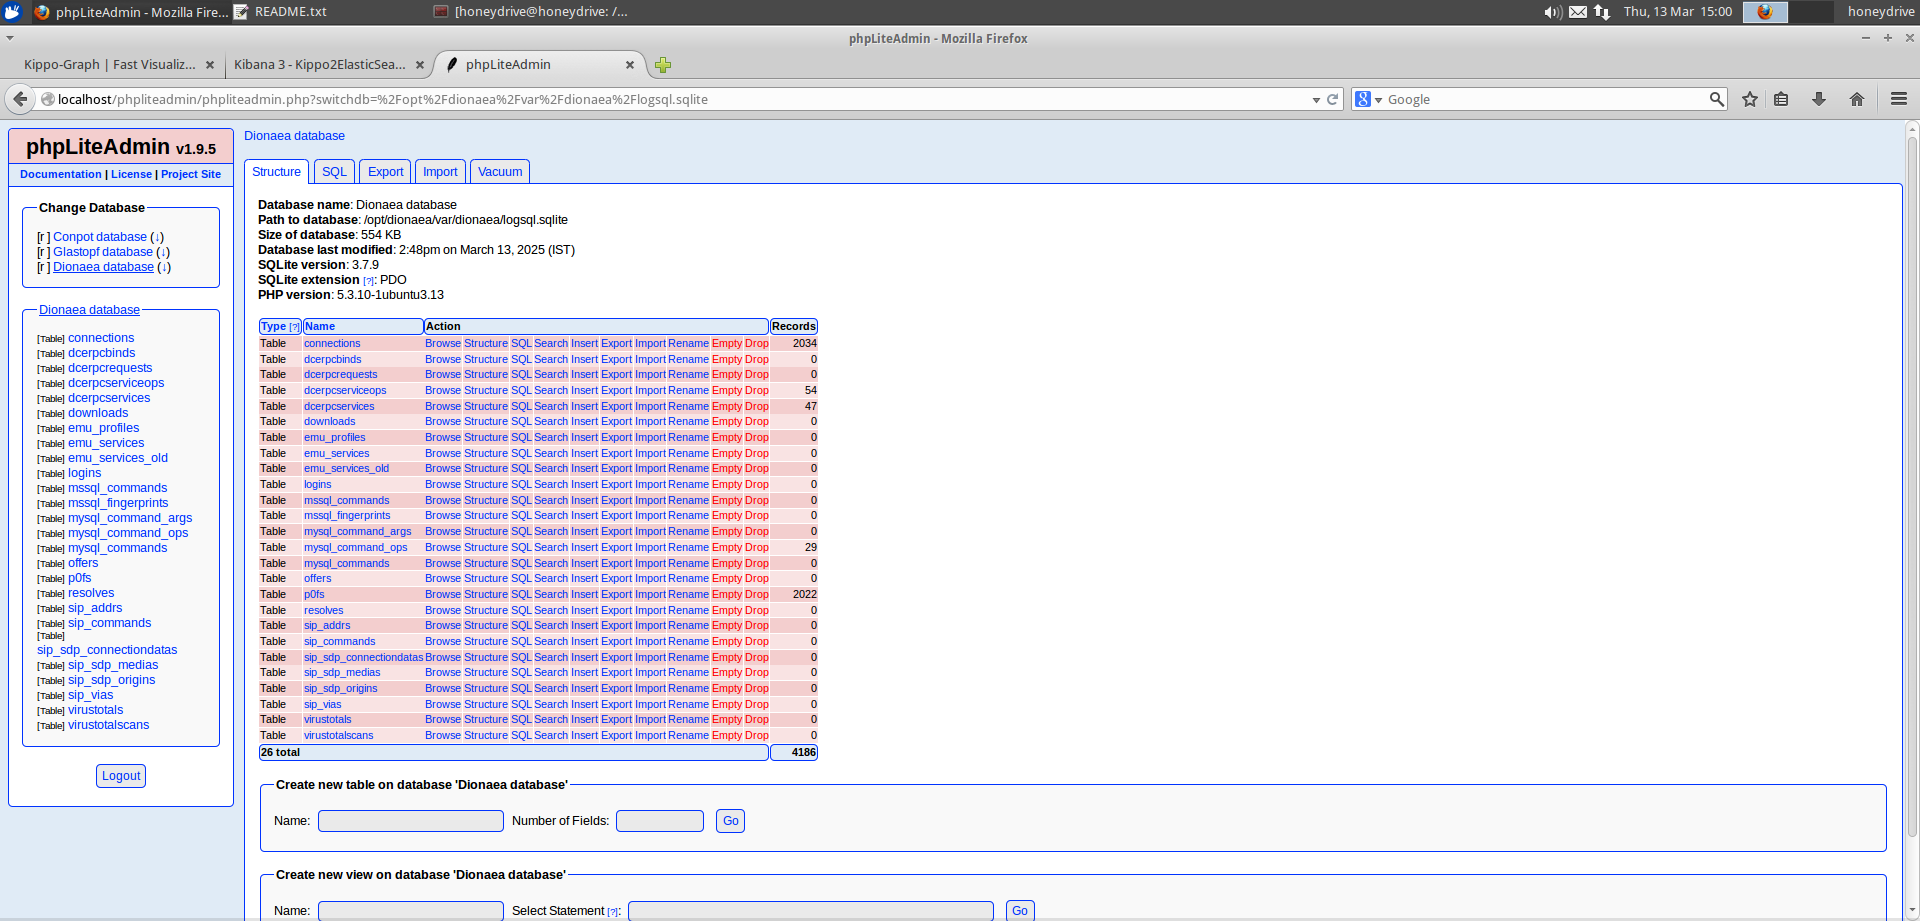 phpLiteAdmin - Mozilla Fire...
README.txt
[honeydrive@honeydrive: /...
Thu, 13 Mar 15:00
honeydrive
phpLiteAdmin - Mozilla Firefox
Kippo-Graph | Fast Visualiz...
Kibana 3 - Kippo2ElasticSea...
phpLiteAdmin
localhost/phpliteadmin/phpliteadmin.php?switchdb=%2Fopt%2Fdionaea%2Fvar%2Fdionaea%2Flogsql.sqlite
8 Google
phpLiteAdmin v1.9.5
Documentation | License | Project Site
Change Database
[r ] Conpot database (↓)
[r ] Glastopf database (↓)
[r ] Dionaea database (↓)
Dionaea database
[Table] connections
[Table] dcerpcbinds
[Table] dcerpcrequests
[Table] dcerpcserviceops
[Table] dcerpcservices
[Table] downloads
[Table] emu_profiles
[Table] emu_services
[Table] emu_services_old
[Table] logins
[Table] mssql_commands
[Table] mssql_fingerprints
[Table] mysql_command_args
[Table] mysql_command_ops
[Table] mysql_commands
[Table] offers
[Table] p0fs
[Table] resolves
[Table] sip_addrs
[Table] sip_commands
[Table]
sip_sdp_connectiondatas
[Table] sip_sdp_medias
[Table] sip_sdp_origins
[Table] sip_vias
[Table] virustotals
[Table] virustotalscans
Logout
Dionaea database
Structure SQL Export Import Vacuum
Database name: Dionaea database
Path to database: /opt/dionaea/var/dionaea/logsql.sqlite
Size of database: 554 KB
Database last modified: 2:48pm on March 13, 2025 (IST)
SQLite version: 3.7.9
SQLite extension [?]: PDO
PHP version: 5.3.10-1ubuntu3.13
Type [?] Name Action Records
Table connections Browse Structure SQL Search Insert Export Import Rename Empty Drop 2034
Table dcerpcbinds Browse Structure SQL Search Insert Export Import Rename Empty Drop 0
Table dcerpcrequests Browse Structure SQL Search Insert Export Import Rename Empty Drop 0
Table dcerpcserviceops Browse Structure SQL Search Insert Export Import Rename Empty Drop 54
Table dcerpcservices Browse Structure SQL Search Insert Export Import Rename Empty Drop 47
Table downloads Browse Structure SQL Search Insert Export Import Rename Empty Drop 0
Table emu_profiles Browse Structure SQL Search Insert Export Import Rename Empty Drop 0
Table emu_services Browse Structure SQL Search Insert Export Import Rename Empty Drop 0
Table emu_services_old Browse Structure SQL Search Insert Export Import Rename Empty Drop 0
Table logins Browse Structure SQL Search Insert Export Import Rename Empty Drop 0
Table mssql_commands Browse Structure SQL Search Insert Export Import Rename Empty Drop 0
Table mssql_fingerprints Browse Structure SQL Search Insert Export Import Rename Empty Drop 0
Table mysql_command_args Browse Structure SQL Search Insert Export Import Rename Empty Drop 0
Table mysql_command_ops Browse Structure SQL Search Insert Export Import Rename Empty Drop 29
Table mysql_commands Browse Structure SQL Search Insert Export Import Rename Empty Drop 0
Table offers Browse Structure SQL Search Insert Export Import Rename Empty Drop 0
Table p0fs Browse Structure SQL Search Insert Export Import Rename Empty Drop 2022
Table resolves Browse Structure SQL Search Insert Export Import Rename Empty Drop 0
Table sip_addrs Browse Structure SQL Search Insert Export Import Rename Empty Drop 0
Table sip_commands Browse Structure SQL Search Insert Export Import Rename Empty Drop 0
Table sip_sdp_connectiondatas Browse Structure SQL Search Insert Export Import Rename Empty Drop 0
Table sip_sdp_medias Browse Structure SQL Search Insert Export Import Rename Empty Drop 0
Table sip_sdp_origins Browse Structure SQL Search Insert Export Import Rename Empty Drop 0
Table sip_vias Browse Structure SQL Search Insert Export Import Rename Empty Drop 0
Table virustotals Browse Structure SQL Search Insert Export Import Rename Empty Drop 0
Table virustotalscans Browse Structure SQL Search Insert Export Import Rename Empty Drop 0
26 total 4186
Create new table on database 'Dionaea database'
Name: Number of Fields: Go
Create new view on database 'Dionaea database'
Name: Select Statement [?]: Go